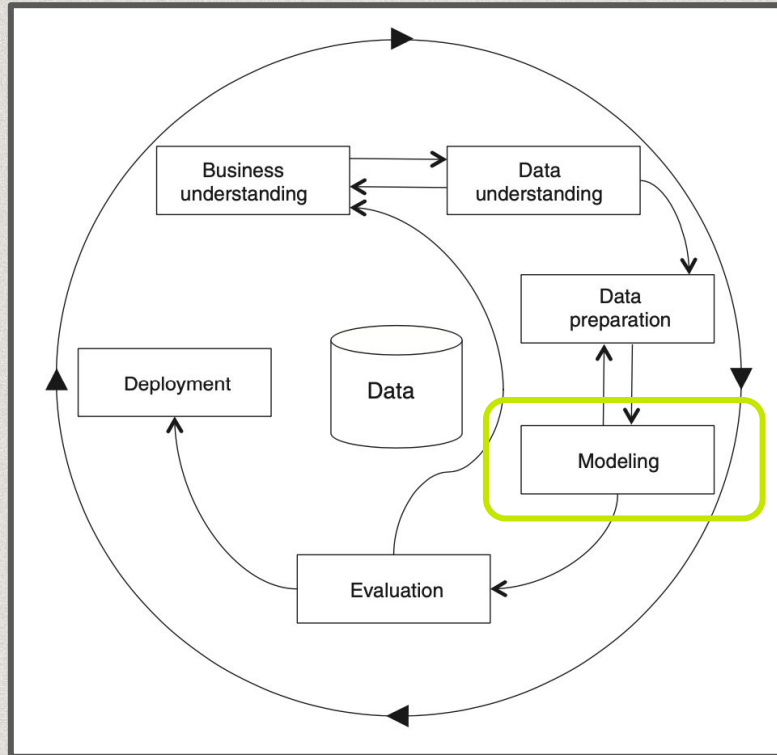 Business
understanding
Data
understanding
Data
preparation
Deployment
Data
Modeling
Evaluation